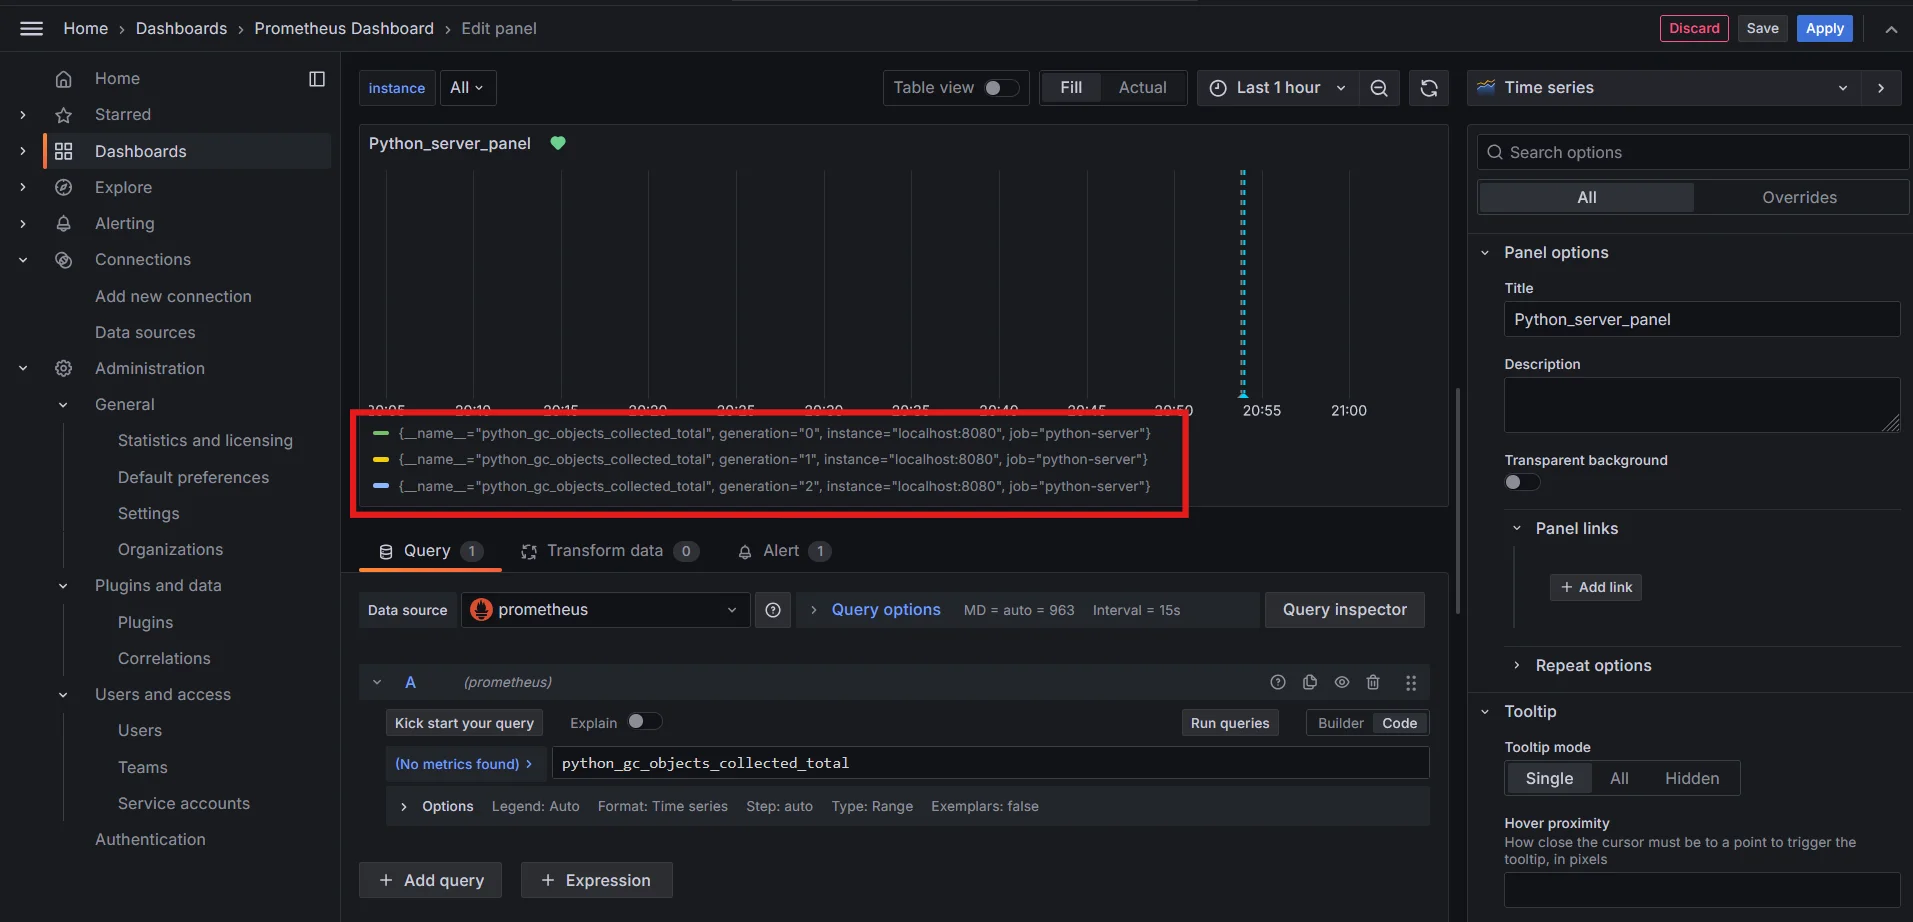 Home › Dashboards › Prometheus Dashboard › Edit panel
Discard Save Apply
Home
Starred
Dashboards
Explore
Alerting
Connections
Add new connection
Data sources
Administration
General
Statistics and licensing
Default preferences
Settings
Organizations
Plugins and data
Plugins
Correlations
Users and access
Users
Teams
Service accounts
Authentication
instance All
Table view Fill Actual Last 1 hour
Python_server_panel
20:05 20:10 20:15 20:20 20:25 20:30 20:35 20:40 20:45 20:50 20:55 21:00
{__name__="python_gc_objects_collected_total", generation="0", instance="localhost:8080", job="python-server"}
{__name__="python_gc_objects_collected_total", generation="1", instance="localhost:8080", job="python-server"}
{__name__="python_gc_objects_collected_total", generation="2", instance="localhost:8080", job="python-server"}
Query 1 Transform data 0 Alert 1
Data source prometheus Query options MD = auto = 963 Interval = 15s Query inspector
A (prometheus)
Kick start your query Explain Run queries Builder Code
(No metrics found) › python_gc_objects_collected_total
Options Legend: Auto Format: Time series Step: auto Type: Range Exemplars: false
+ Add query + Expression
Time series
Search options
All Overrides
Panel options
Title
Python_server_panel
Description
Transparent background
Panel links
+ Add link
Repeat options
Tooltip
Tooltip mode
Single All Hidden
Hover proximity
How close the cursor must be to a point to trigger the
tooltip, in pixels